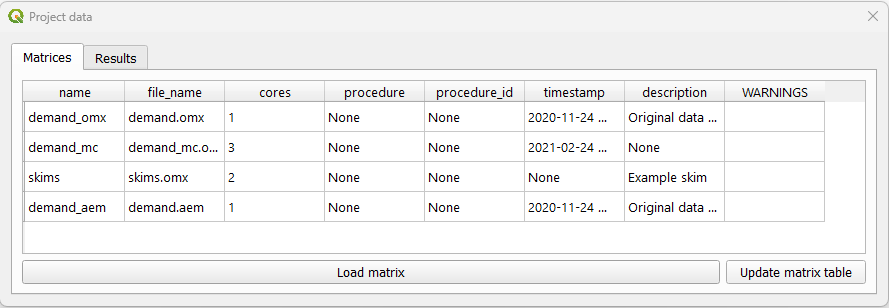 Project data
Matrices Results
name file_name cores procedure procedure_id timestamp description WARNINGS
demand_omx demand.omx 1 None None 2020-11-24 ... Original data ...
demand_mc demand_mc.o... 3 None None 2021-02-24 ... None
skims skims.omx 2 None None None Example skim
demand_aem demand.aem 1 None None 2020-11-24 ... Original data ...
Load matrix Update matrix table